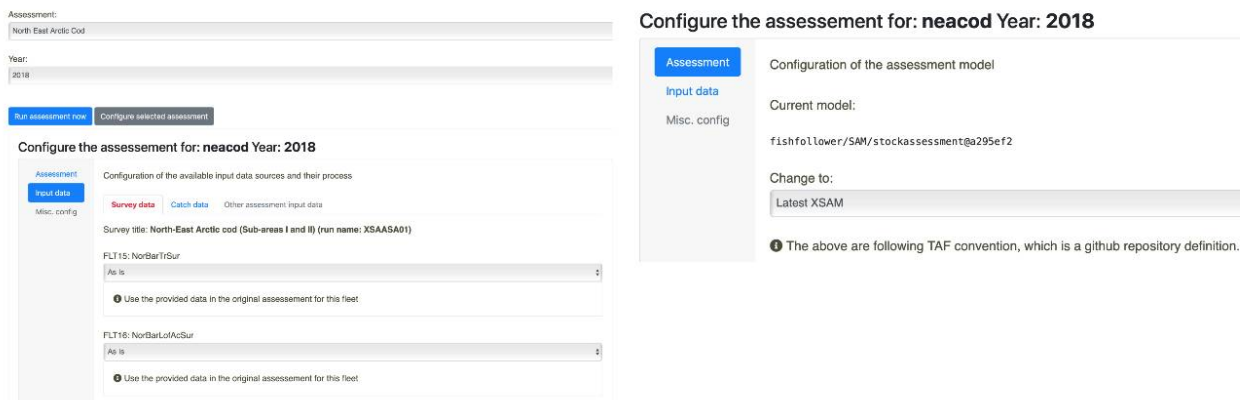 Assessment:
North East Arctic Cod
Year:
2018
Run assessment now
Configure selected assessment
Configure the assessement for: neacod Year: 2018
Assessment
Input data
Misc. config
Configuration of the available input data sources and their process
Survey data
Catch data
Other assessment input data
Survey title: North-East Arctic cod (Sub-areas I and II) (run name: XSAASA01)
FLT15: NorBarTrSur
As is
Use the provided data in the original assessement for this fleet
FLT16: NorBarLofAcSur
As is
Use the provided data in the original assessement for this fleet
Configure the assessement for: neacod Year: 2018
Assessment
Input data
Misc. config
Configuration of the assessment model
Current model:
fishfollower/SAM/stockassessment@a295ef2
Change to:
Latest XSAM
The above are following TAF convention, which is a github repository definition.